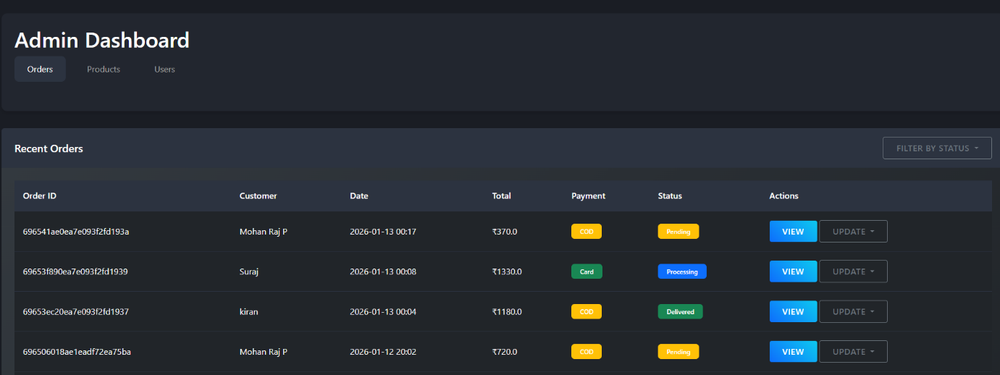 Admin Dashboard
Orders Products Users
Recent Orders FILTER BY STATUS
Order ID Customer Date Total Payment Status Actions
696541ae0ea7e093f2fd193a Mohan Raj P 2026-01-13 00:17 ₹370.0 COD Pending VIEW UPDATE
69653f890ea7e093f2fd1939 Suraj 2026-01-13 00:08 ₹1330.0 Card Processing VIEW UPDATE
69653ec20ea7e093f2fd1937 kiran 2026-01-13 00:04 ₹1180.0 COD Delivered VIEW UPDATE
696506018ae1eadf72ea75ba Mohan Raj P 2026-01-12 20:02 ₹720.0 COD Pending VIEW UPDATE